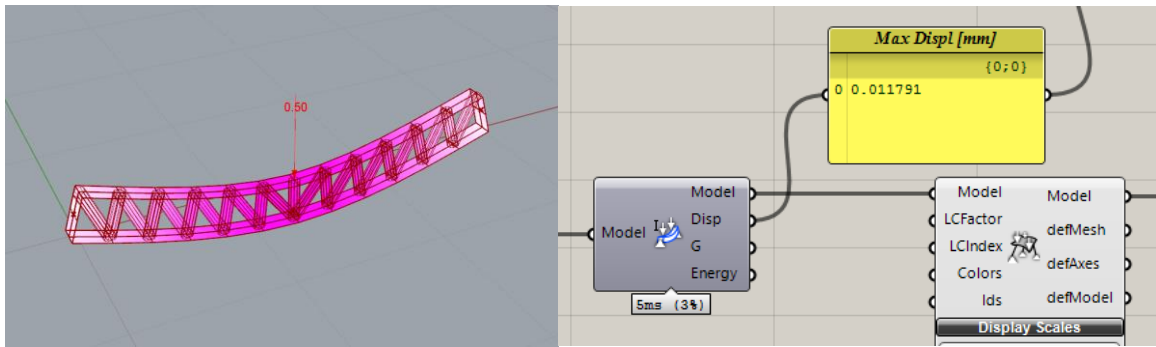 0.50
Max Displ [mm]
{0;0}
0 0.011791
Model
Model
Disp
G
Energy
5ms (3%)
Model
LCFactor
LCIndex
Colors
Ids
Model
defMesh
defAxes
defModel
Display Scales